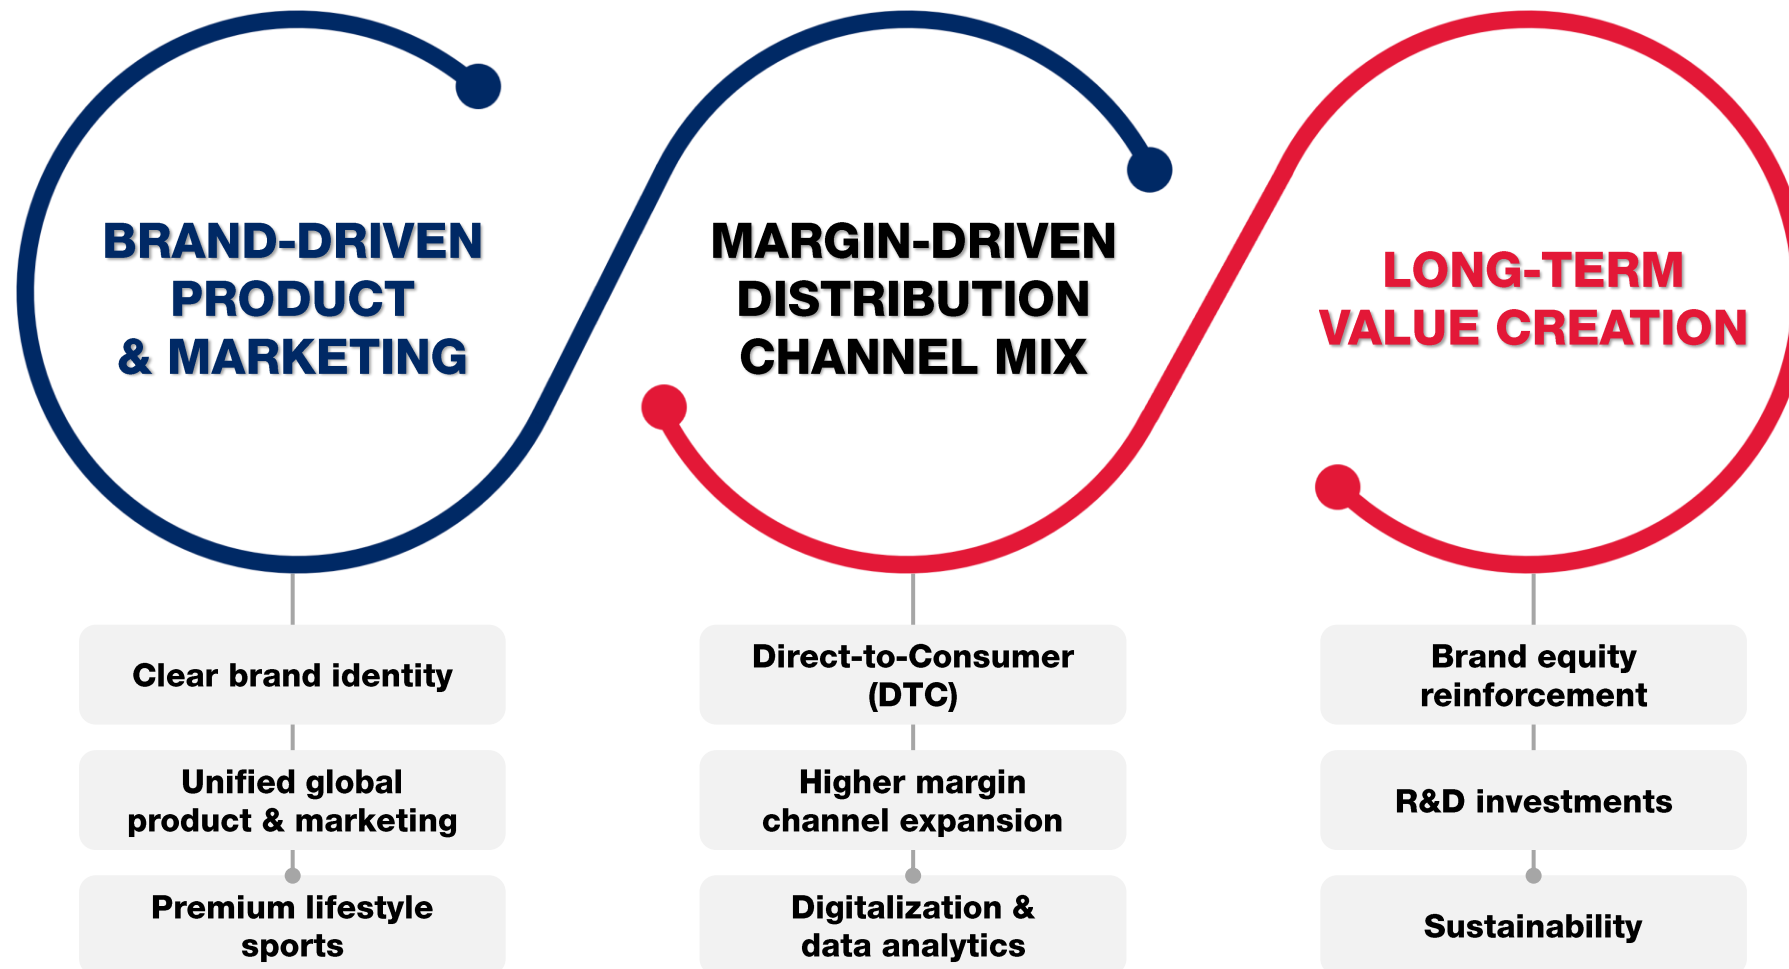 BRAND-DRIVEN
PRODUCT
& MARKETING
Clear brand identity
Unified global
product & marketing
Premium lifestyle
sports
MARGIN-DRIVEN
DISTRIBUTION
CHANNEL MIX
Direct-to-Consumer
(DTC)
Higher margin
channel expansion
Digitalization &
data analytics
LONG-TERM
VALUE CREATION
Brand equity
reinforcement
R&D investments
Sustainability